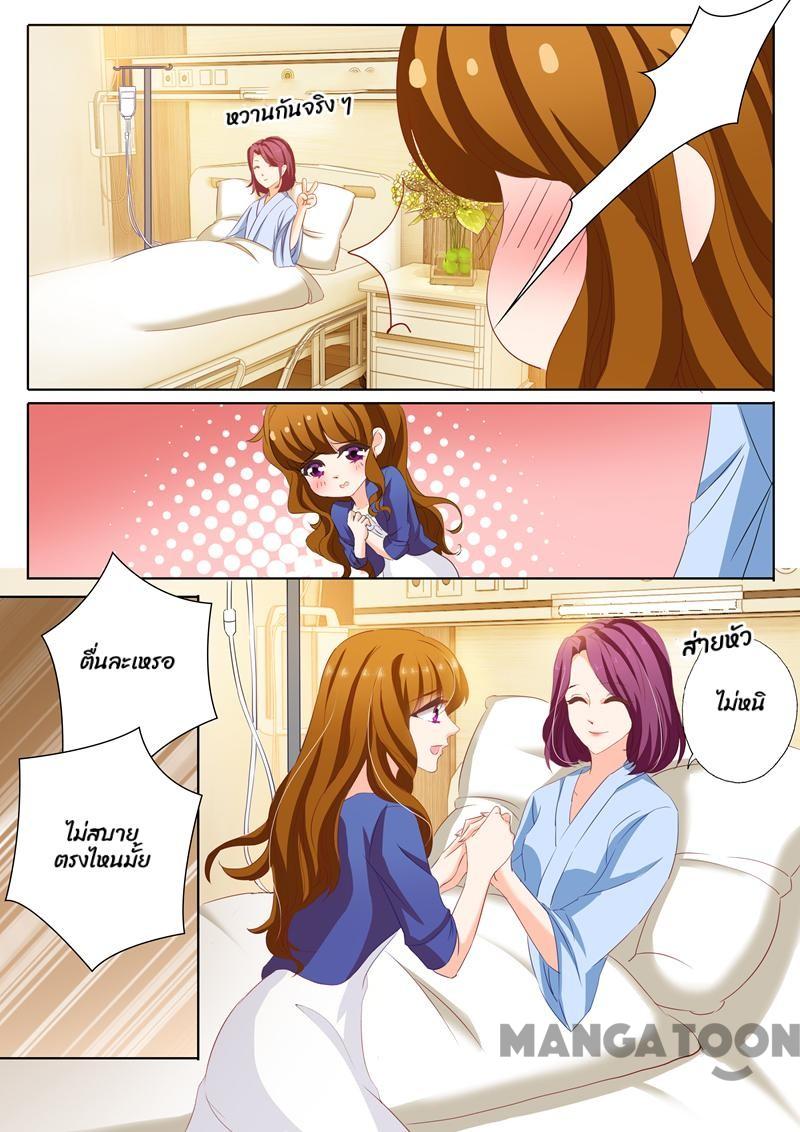 หวานกันจริง ๆ
ตื่นละเหรอ
ส่ายหัว
ไม่หนิ
ไม่สบาย
ตรงไหนมั้ย
MANGATOON